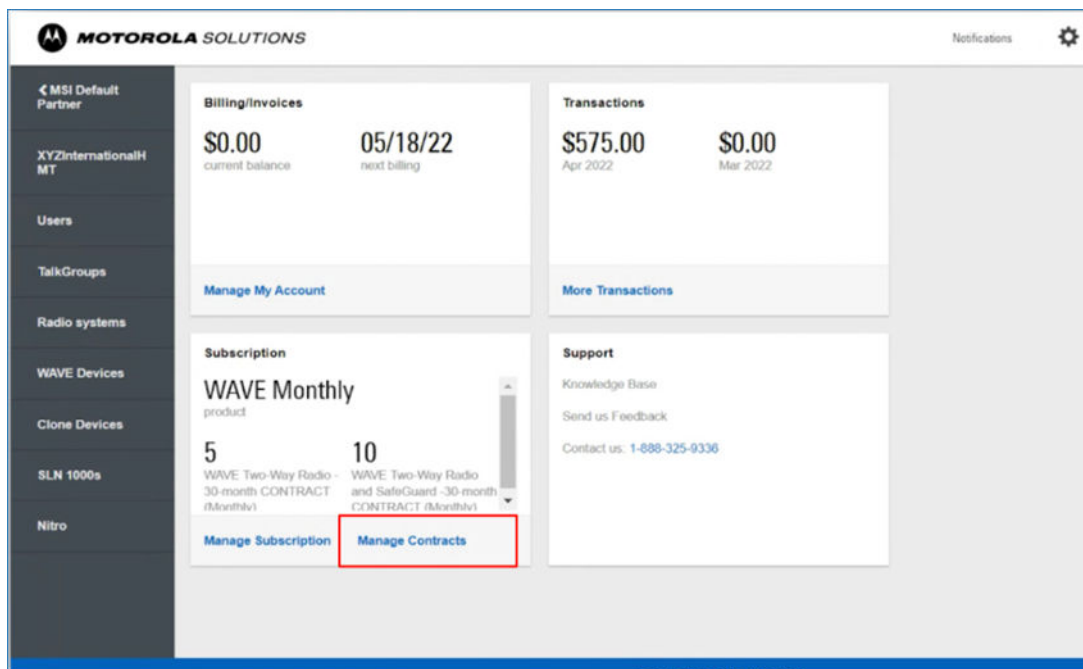 MOTOROLA SOLUTIONS
Notifications
MSI Default
Partner
XYZInternationalH
MT
Users
TalkGroups
Radio systems
WAVE Devices
Clone Devices
SLN 1000s
Nitro
Billing/Invoices
$0.00
current balance
05/18/22
next billing
Manage My Account
Transactions
$575.00
Apr 2022
$0.00
Mar 2022
More Transactions
Subscription
WAVE Monthly
product
5
WAVE Two-Way Radio -
30-month CONTRACT
(Monthly)
10
WAVE Two-Way Radio
and SafeGuard -30-month
CONTRACT (Monthly)
Manage Subscription
Manage Contracts
Support
Knowledge Base
Send us Feedback
Contact us: 1-888-325-9336